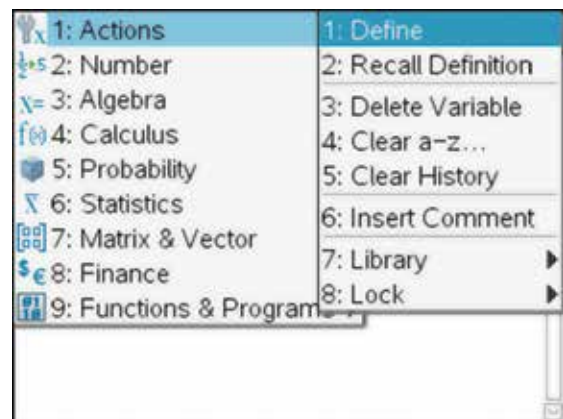 1: Actions
2: Number
3: Algebra
4: Calculus
5: Probability
6: Statistics
7: Matrix & Vector
8: Finance
9: Functions & Program
1: Define
2: Recall Definition
3: Delete Variable
4: Clear a-z...
5: Clear History
6: Insert Comment
7: Library
8: Lock